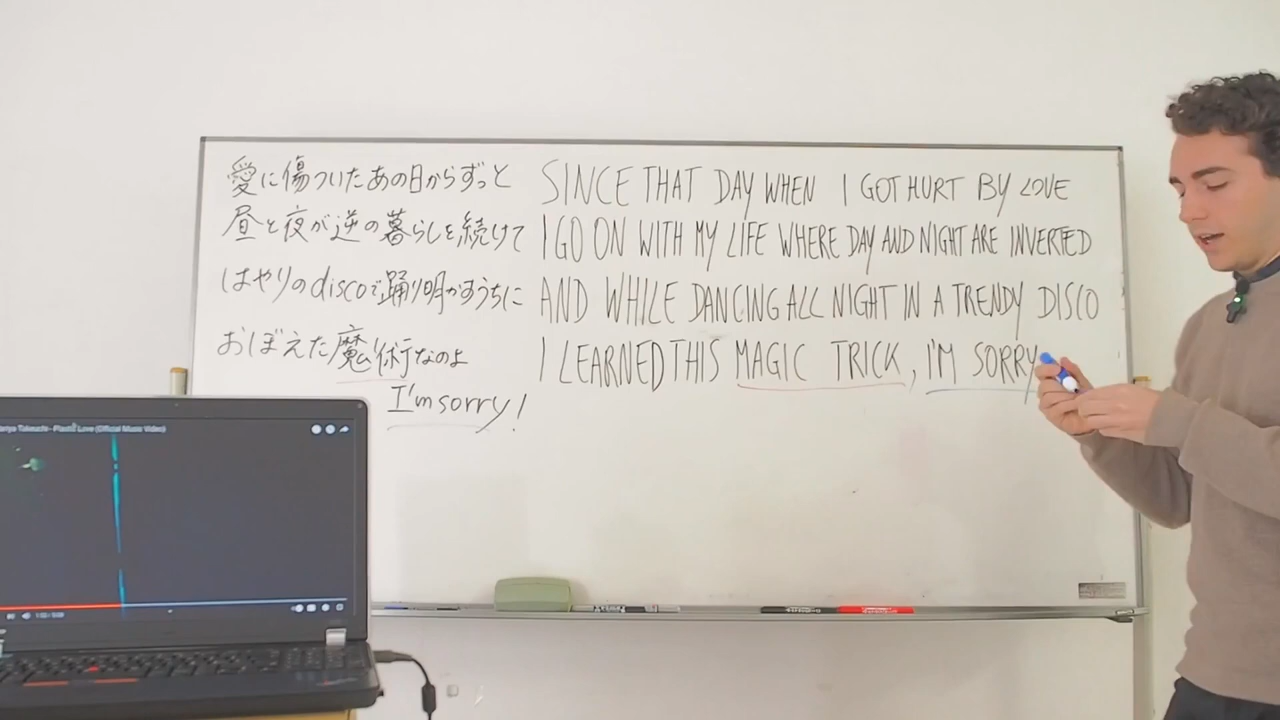 愛に傷ついたあの日からずっと
昼と夜が逆の暮らしを続けて
はやりのdiscoで踊り明かすうちに
おぼえた魔術なのよ
I'm sorry!
SINCE THAT DAY WHEN I GOT HURT BY LOVE
I GO ON WITH MY LIFE WHERE DAY AND NIGHT ARE INVERTED
AND WHILE DANCING ALL NIGHT IN A TRENDY DISCO
I LEARNED THIS MAGIC TRICK, I'M SORRY
Takeuchi - Plastic Love (Official Music Video)